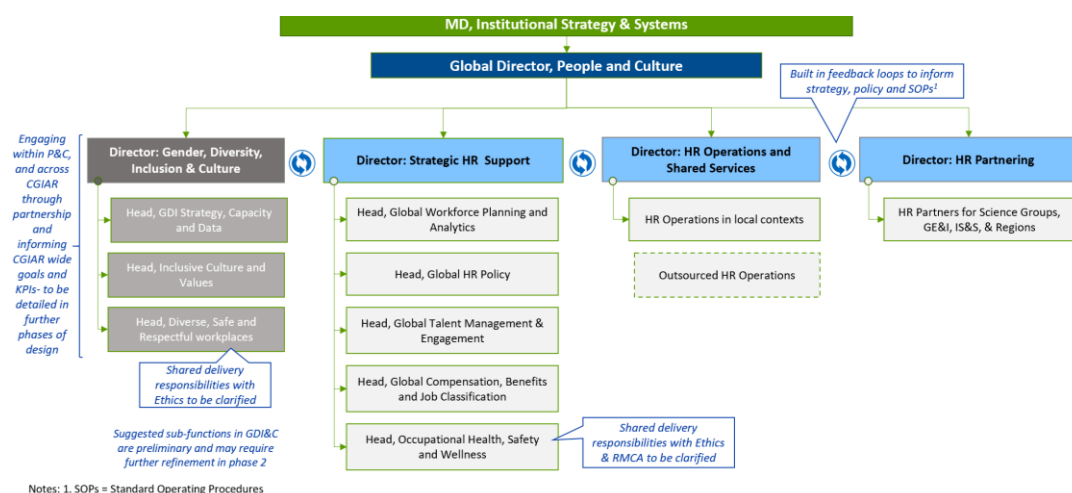 MD, Institutional Strategy & Systems
Global Director, People and Culture
Built in feedback loops to inform
strategy, policy and SOPs¹
Engaging
within P&C,
and across
CGIAR
through
partnership
and
informing
CGIAR wide
goals and
KPIs- to be
detailed in
further
phases of
design
Director: Gender, Diversity,
Inclusion & Culture
Head, GDI Strategy, Capacity
and Data
Head, Inclusive Culture and
Values
Head, Diverse, Safe and
Respectful workplaces
Shared delivery
responsibilities with
Ethics to be clarified
Suggested sub-functions in GDI&C
are preliminary and may require
further refinement in phase 2
Director: Strategic HR Support
Head, Global Workforce Planning and
Analytics
Head, Global HR Policy
Head, Global Talent Management &
Engagement
Head, Global Compensation, Benefits
and Job Classification
Head, Occupational Health, Safety
and Wellness
Shared delivery
responsibilities with Ethics
& RMCA to be clarified
Director: HR Operations and
Shared Services
HR Operations in local contexts
Outsourced HR Operations
Director: HR Partnering
HR Partners for Science Groups,
GE&I, IS&S, & Regions
Notes: 1. SOPs = Standard Operating Procedures